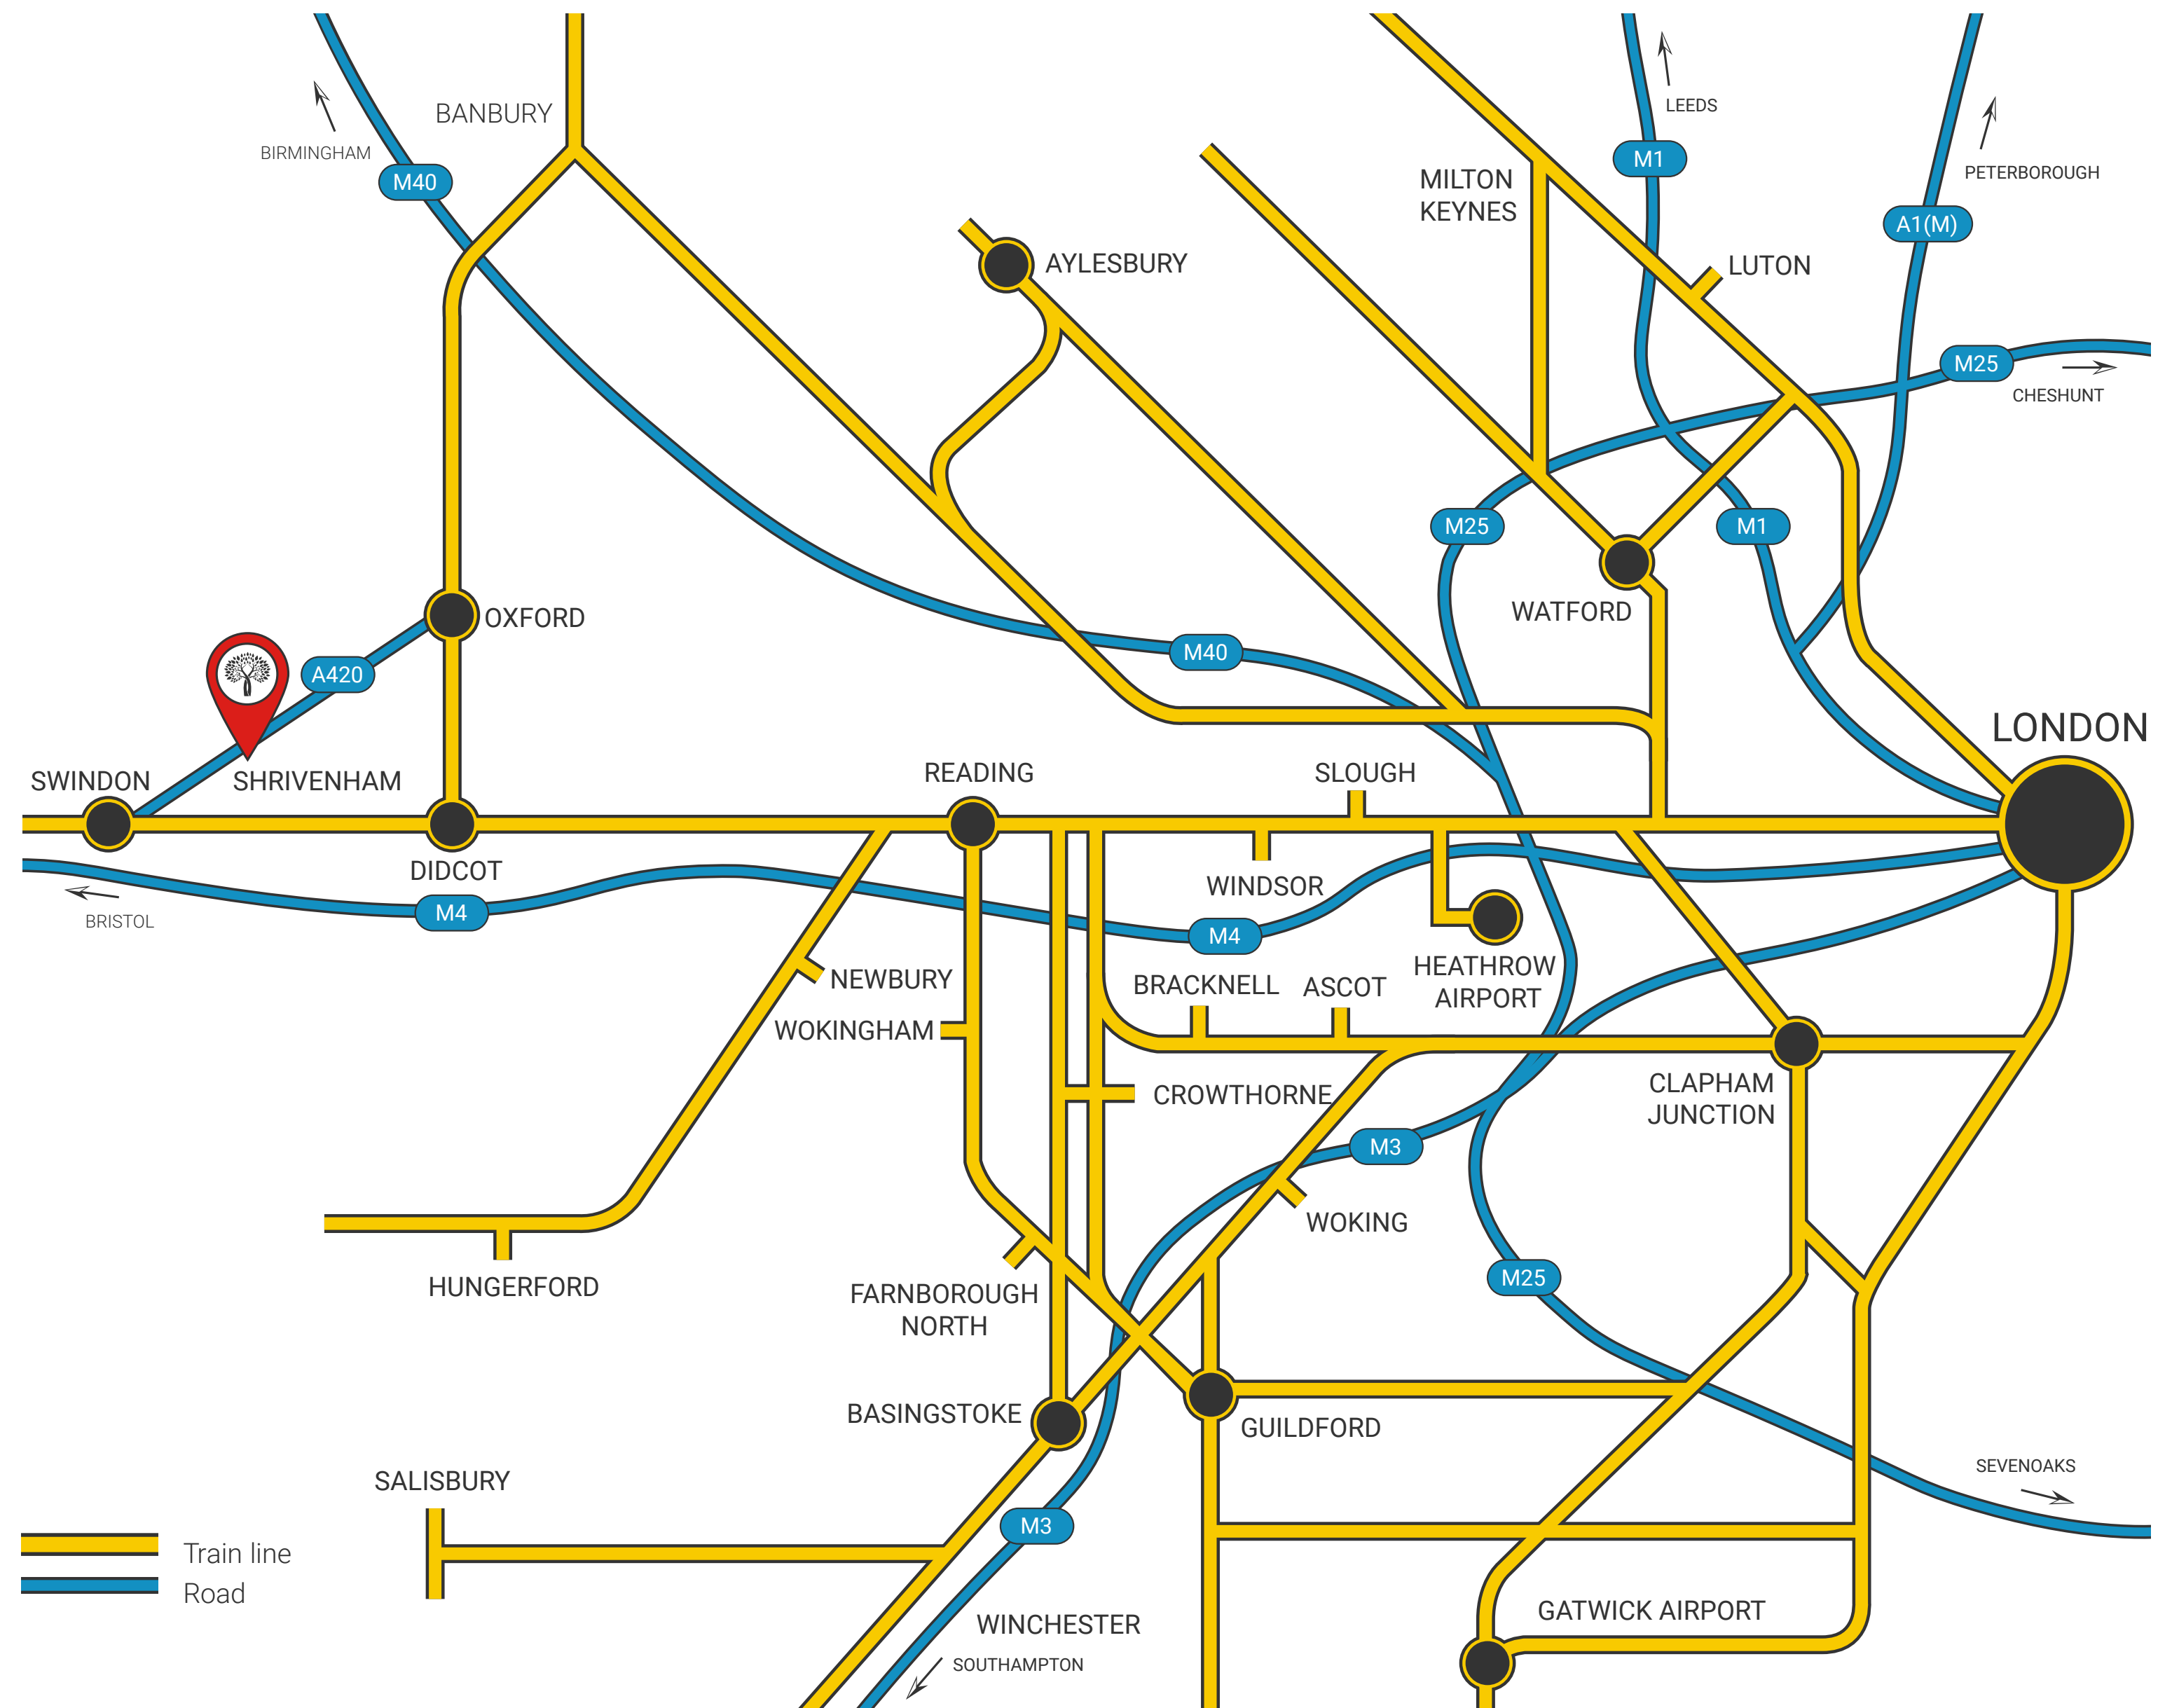 LEEDS
BANBURY
BIRMINGHAM
M40
M1
MILTON
KEYNES
PETERBOROUGH
A1(M)
AYLESBURY
LUTON
M25
CHESHUNT
M25
M1
WATFORD
OXFORD
M40
A420
LONDON
SWINDON
SHRIVENHAM
READING
SLOUGH
DIDCOT
WINDSOR
M4
BRISTOL
M4
HEATHROW
AIRPORT
NEWBURY
BRACKNELL
ASCOT
WOKINGHAM
CROWTHORNE
CLAPHAM
JUNCTION
M3
WOKING
HUNGERFORD
FARNBOROUGH
NORTH
M25
BASINGSTOKE
GUILDFORD
SALISBURY
SEVENOAKS
M3
Train line
Road
WINCHESTER
GATWICK AIRPORT
SOUTHAMPTON